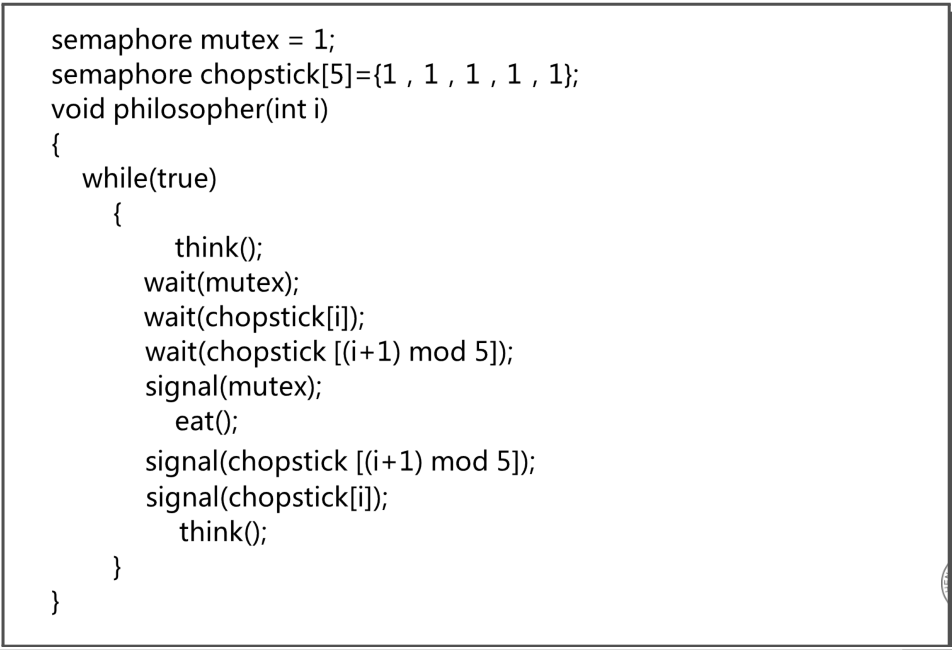 semaphore mutex = 1;
semaphore chopstick[5]={1 , 1 , 1 , 1 , 1};
void philosopher(int i)
{
while(true)
{
think();
wait(mutex);
wait(chopstick[i]);
wait(chopstick [(i+1) mod 5]);
signal(mutex);
eat();
signal(chopstick [(i+1) mod 5]);
signal(chopstick[i]);
think();
}
}